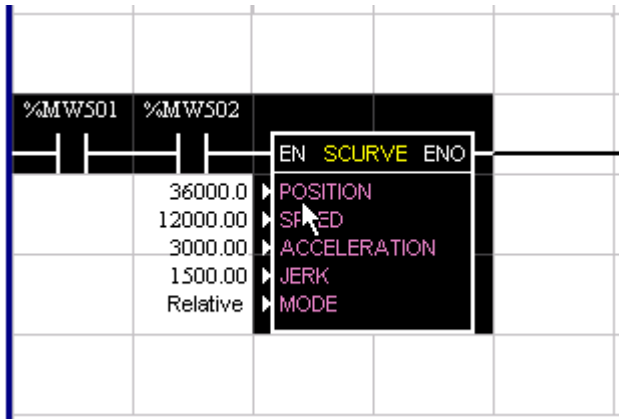 %MW501 %MW502
EN SCURVE ENO
36000.0 POSITION
12000.00 SPEED
3000.00 ACCELERATION
1500.00 JERK
Relative MODE